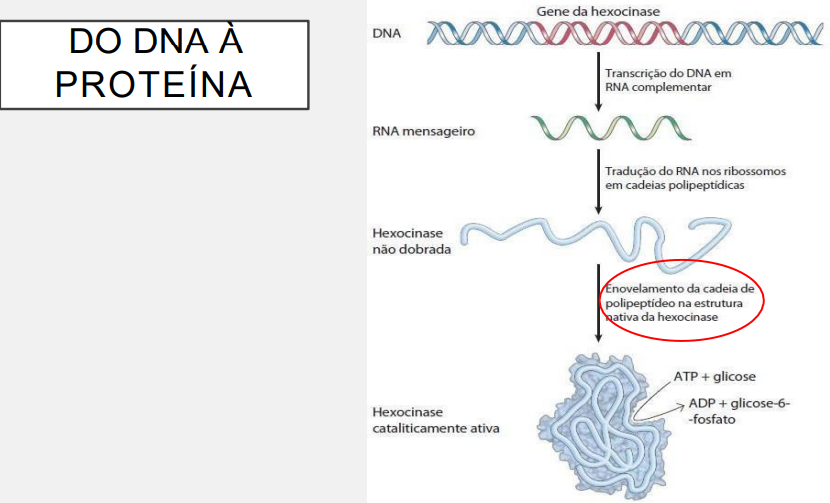 DO DNA À
PROTEÍNA
Gene da hexocinase
DNA
Transcrição do DNA em
RNA complementar
RNA mensageiro
Tradução do RNA nos ribossomos
em cadeias polipeptídicas
Hexocinase
não dobrada
Enovelamento da cadeia de
polipeptídeo na estrutura
nativa da hexocinase
ATP + glicose
ADP + glicose-6-
-fosfato
Hexocinase
cataliticamente ativa